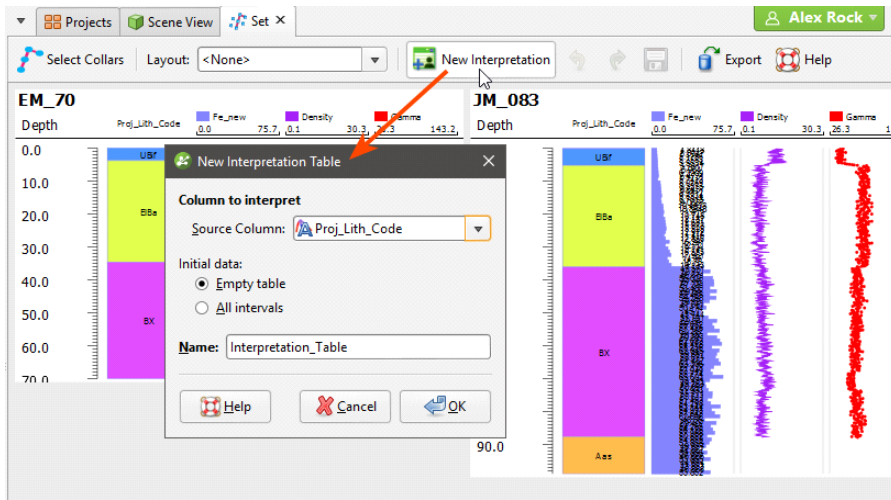 Projects Scene View Set Alex Rock
Select Collars Layout: <None> New Interpretation Export Help
EM_70
Depth Proj_Lith_Code Fe_new Density Gamma
0.0 75.7, 0.1 30.3, 143.2,
JM_083
Depth Proj_Lith_Code Fe_new Density Gamma
0.0 75.7, 0.1 30.3, 26.3
0.0
10.0
20.0
30.0
40.0
50.0
60.0
70.0
UBf
EBa
BX
New Interpretation Table
Column to interpret
Source Column: Proj_Lith_Code
Initial data:
Empty table
All intervals
Name: Interpretation_Table
Help Cancel OK
UBf
EBa
BX
90.0
Aas